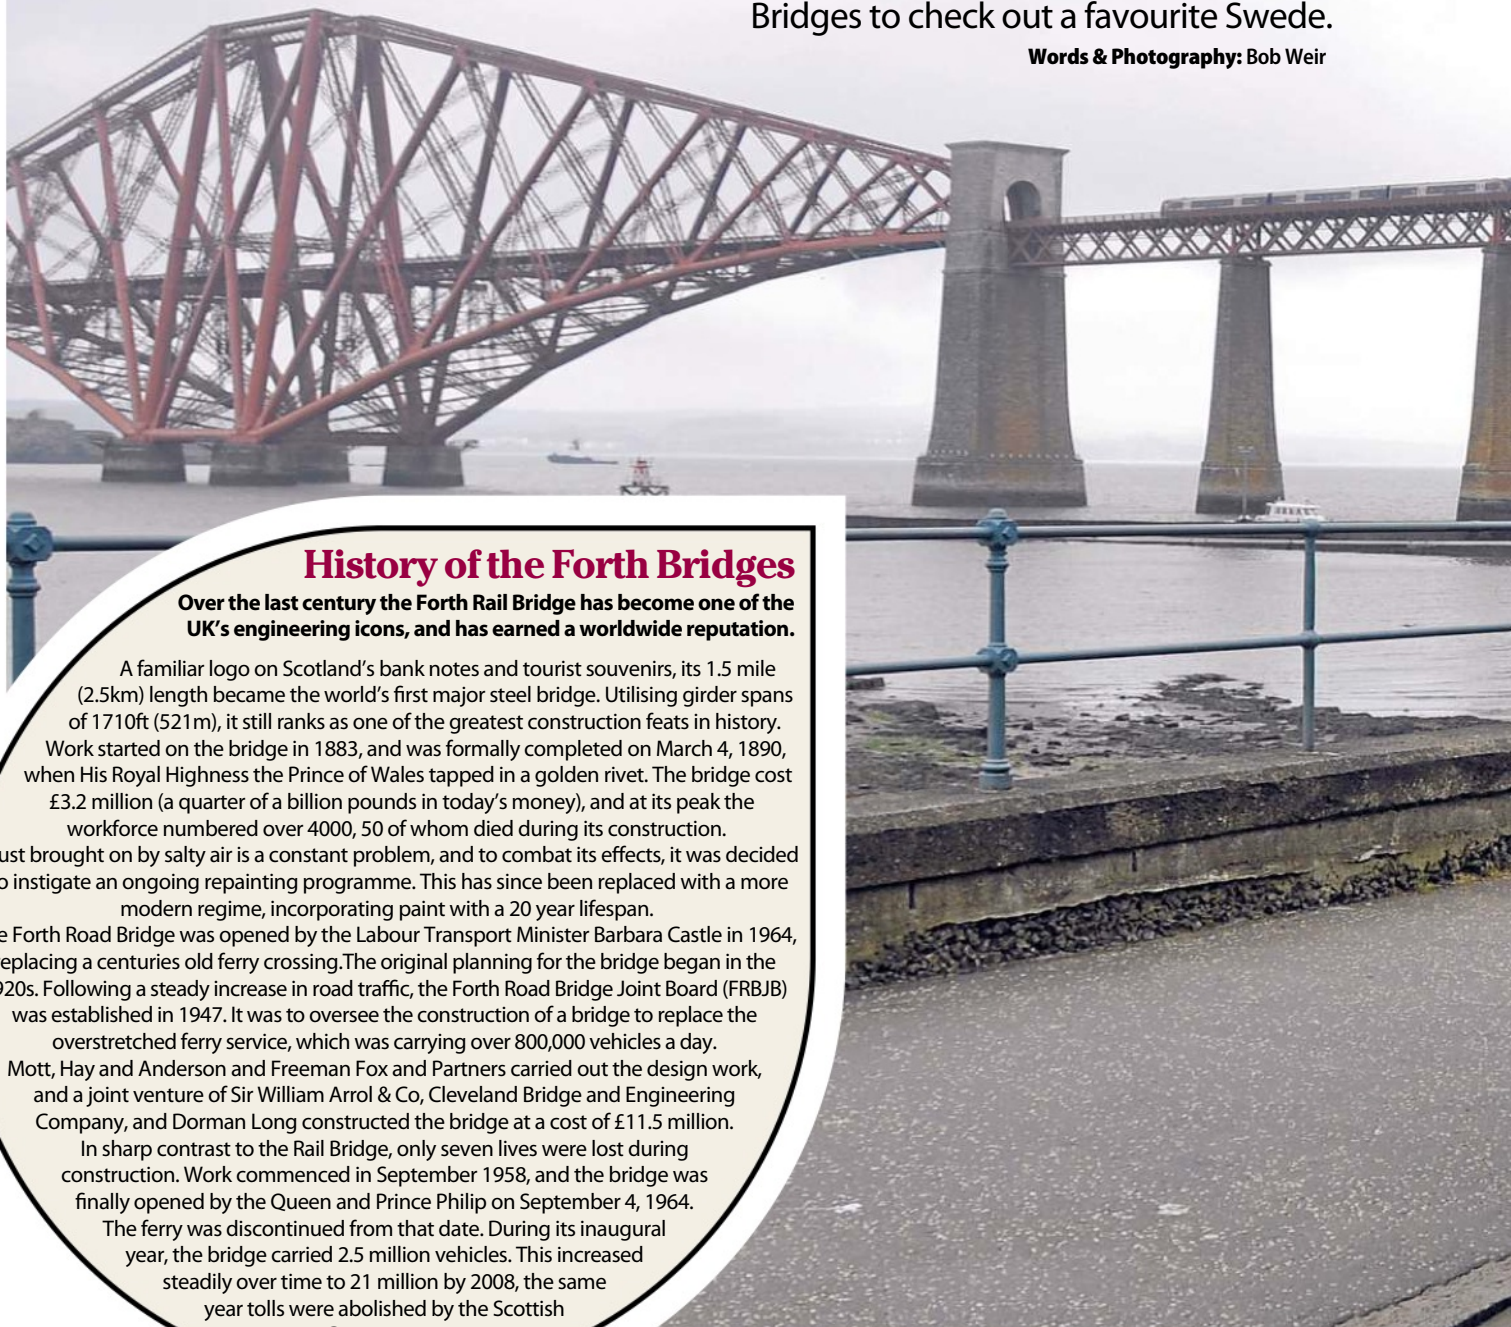 Bridges to check out a favourite Swede.
Words & Photography: Bob Weir
History of the Forth Bridges
Over the last century the Forth Rail Bridge has become one of the
UK's engineering icons, and has earned a worldwide reputation.
A familiar logo on Scotland's bank notes and tourist souvenirs, its 1.5 mile
(2.5km) length became the world's first major steel bridge. Utilising girder spans
of 1710ft (521m), it still ranks as one of the greatest construction feats in history.
Work started on the bridge in 1883, and was formally completed on March 4, 1890,
when His Royal Highness the Prince of Wales tapped in a golden rivet. The bridge cost
£3.2 million (a quarter of a billion pounds in today's money), and at its peak the
workforce numbered over 4000, 50 of whom died during its construction.
ust brought on by salty air is a constant problem, and to combat its effects, it was decided
o instigate an ongoing repainting programme. This has since been replaced with a more
modern regime, incorporating paint with a 20 year lifespan.
e Forth Road Bridge was opened by the Labour Transport Minister Barbara Castle in 1964,
eplacing a centuries old ferry crossing.The original planning for the bridge began in the
920s. Following a steady increase in road traffic, the Forth Road Bridge Joint Board (FRBJB)
was established in 1947. It was to oversee the construction of a bridge to replace the
overstretched ferry service, which was carrying over 800,000 vehicles a day.
Mott, Hay and Anderson and Freeman Fox and Partners carried out the design work,
and a joint venture of Sir William Arrol & Co, Cleveland Bridge and Engineering
Company, and Dorman Long constructed the bridge at a cost of £11.5 million.
In sharp contrast to the Rail Bridge, only seven lives were lost during
construction. Work commenced in September 1958, and the bridge was
finally opened by the Queen and Prince Philip on September 4, 1964.
The ferry was discontinued from that date. During its inaugural
year, the bridge carried 2.5 million vehicles. This increased
steadily over time to 21 million by 2008, the same
year tolls were abolished by the Scottish